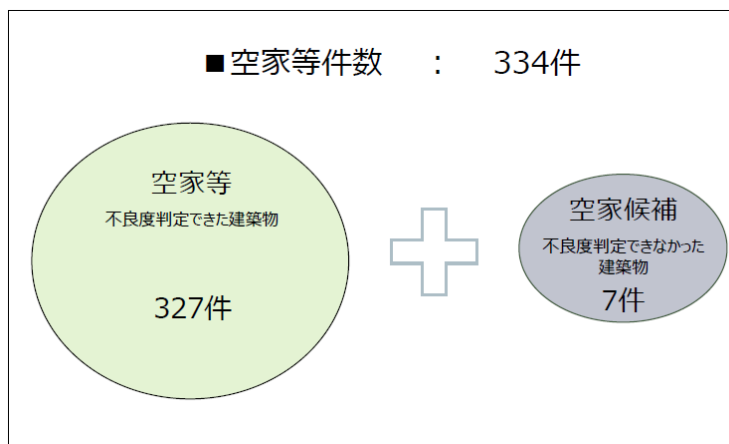 ■空家等件数 : 334件
空家等
不良度判定できた建築物
327件
空家候補
不良度判定できなかった
建築物
7件